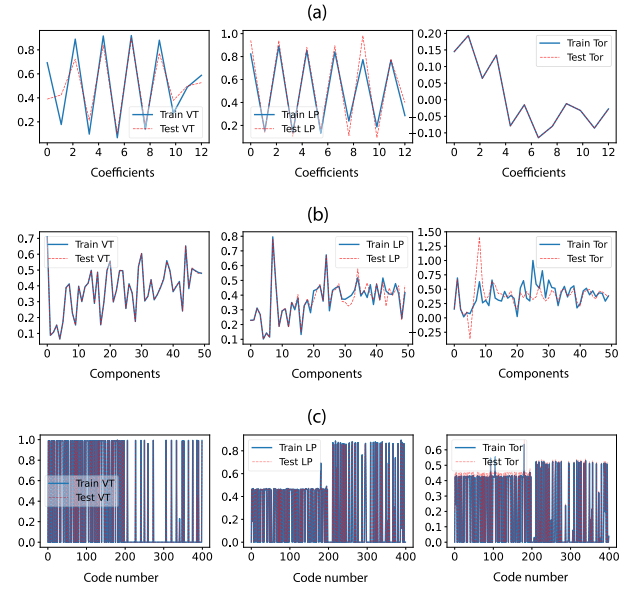 (a)
0.8
0.6
0.4
0.2
Train VT
Test VT
0 2 4 6 8 10 12
Coefficients
1.0
0.8
0.6
0.4
0.2
Train LP
Test LP
0 2 4 6 8 10 12
Coefficients
0.20
0.15
0.10
0.05
0.00
−0.05
−0.10
Train Tor
Test Tor
0 2 4 6 8 10 12
Coefficients
(b)
0.7
0.6
0.5
0.4
0.3
0.2
0.1
Train VT
Test VT
0 10 20 30 40 50
Components
0.8
0.7
0.6
0.5
0.4
0.3
0.2
0.1
Train LP
Test LP
0 10 20 30 40 50
Components
1.50
1.25
1.00
0.75
0.50
0.25
0.00
−0.25
Train Tor
Test Tor
0 10 20 30 40 50
Components
(c)
1.0
0.8
0.6
0.4
0.2
0.0
Train VT
Test VT
0 100 200 300 400
Code number
0.8
0.6
0.4
0.2
0.0
Train LP
Test LP
0 100 200 300 400
Code number
0.6
0.5
0.4
0.3
0.2
0.1
0.0
Train Tor
Test Tor
0 100 200 300 400
Code number